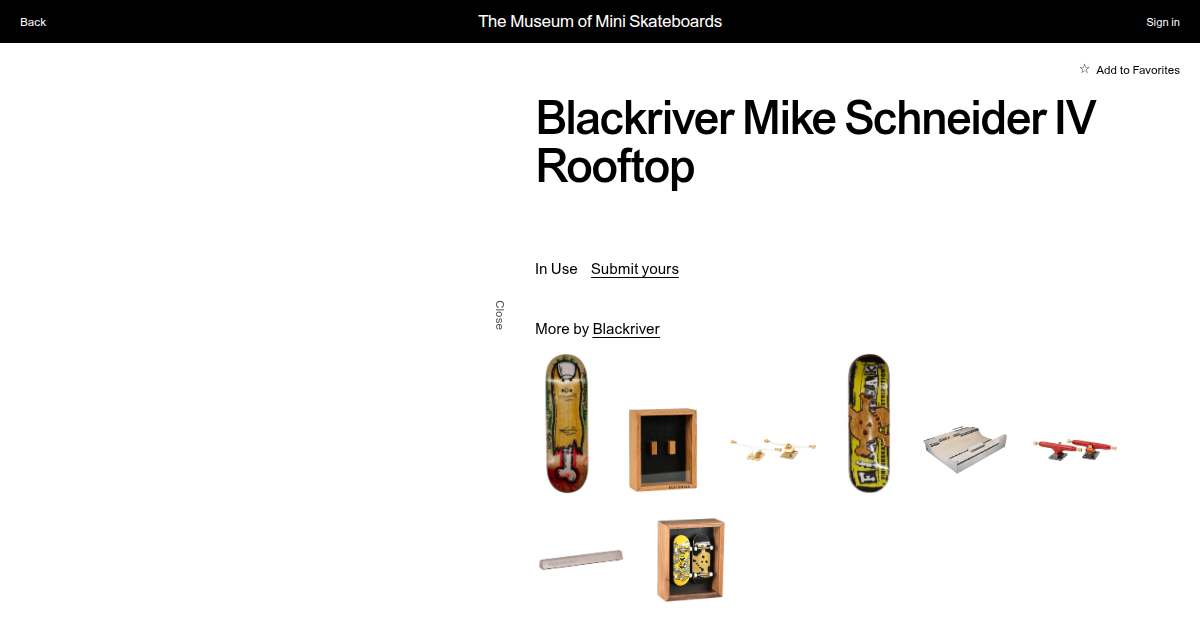 Back
The Museum of Mini Skateboards
Sign in
☆ Add to Favorites
Blackriver Mike Schneider IV
Rooftop
In Use Submit yours
Close
More by Blackriver